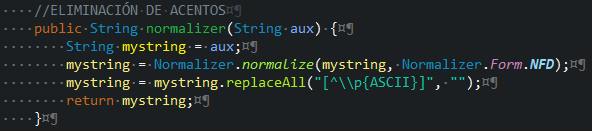 //ELIMINACIÓN DE ACENTOS
public String normalizer(String aux) {
String mystring = aux;
mystring = Normalizer.normalize(mystring, Normalizer.Form.NFD);
mystring = mystring.replaceAll("[^\\p{ASCII}]", "");
return mystring;
}